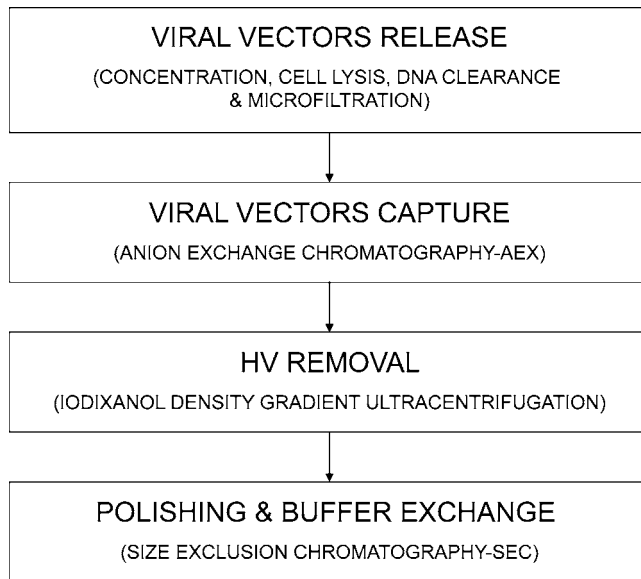 VIRAL VECTORS RELEASE
(CONCENTRATION, CELL LYSIS, DNA CLEARANCE
& MICROFILTRATION)
VIRAL VECTORS CAPTURE
(ANION EXCHANGE CHROMATOGRAPHY-AEX)
HV REMOVAL
(IODIXANOL DENSITY GRADIENT ULTRACENTRIFUGATION)
POLISHING & BUFFER EXCHANGE
(SIZE EXCLUSION CHROMATOGRAPHY-SEC)